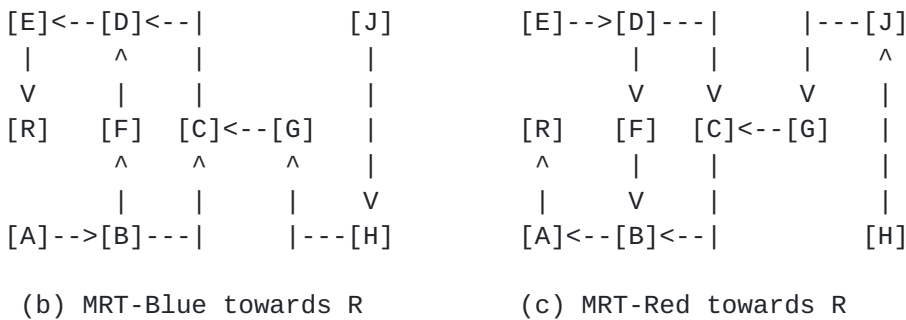 [E]<--[D]<--|         [J]        [E]-->[D]---|      |---[J]
 |     ^    |          |               |    |      |     ^
 V     |    |          |               V    V      V     |
[R]   [F]  [C]<--[G]   |         [R]   [F]  [C]<--[G]    |
       ^    ^     ^    |          ^     |    |           |
       |    |     |    V          |     V    |           |
[A]-->[B]---|     |---[H]        [A]<--[B]<--|          [H]
(b) MRT-Blue towards R           (c) MRT-Red towards R